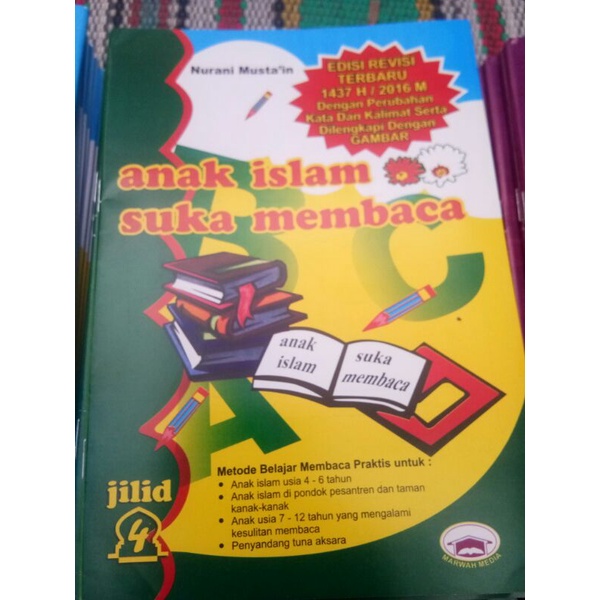 Nurani Musta'in
EDISI REVISI
TERBARU
1437 H / 2016 M
Dengan Perubahan
Kata Dan Kalimat Serta
Dilengkapi Dengan
GAMBAR
anak islam
suka membaca
A B C
anak
islam
suka
membaca
Metode Belajar Membaca Praktis untuk :
• Anak islam usia 4 - 6 tahun
• Anak islam di pondok pesantren dan taman
kanak-kanak
• Anak usia 7 - 12 tahun yang mengalami
kesulitan membaca
• Penyandang tuna aksara
jilid
4
MARWAH MEDIA